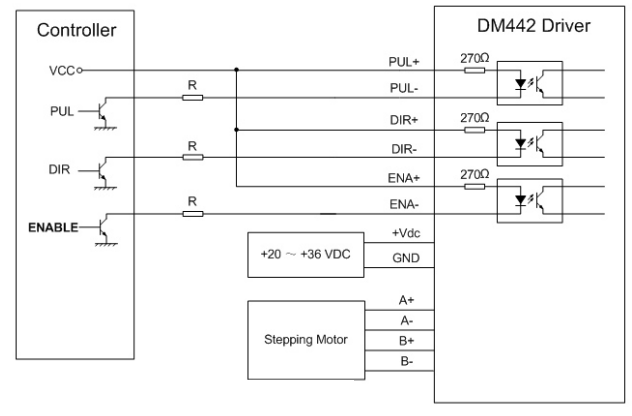 Controller
DM442 Driver
VCC
PUL+
270Ω
PUL
R
PUL-
DIR+
270Ω
DIR
R
DIR-
ENA+
270Ω
ENABLE
R
ENA-
+20 ～ +36 VDC
+Vdc
GND
Stepping Motor
A+
A-
B+
B-